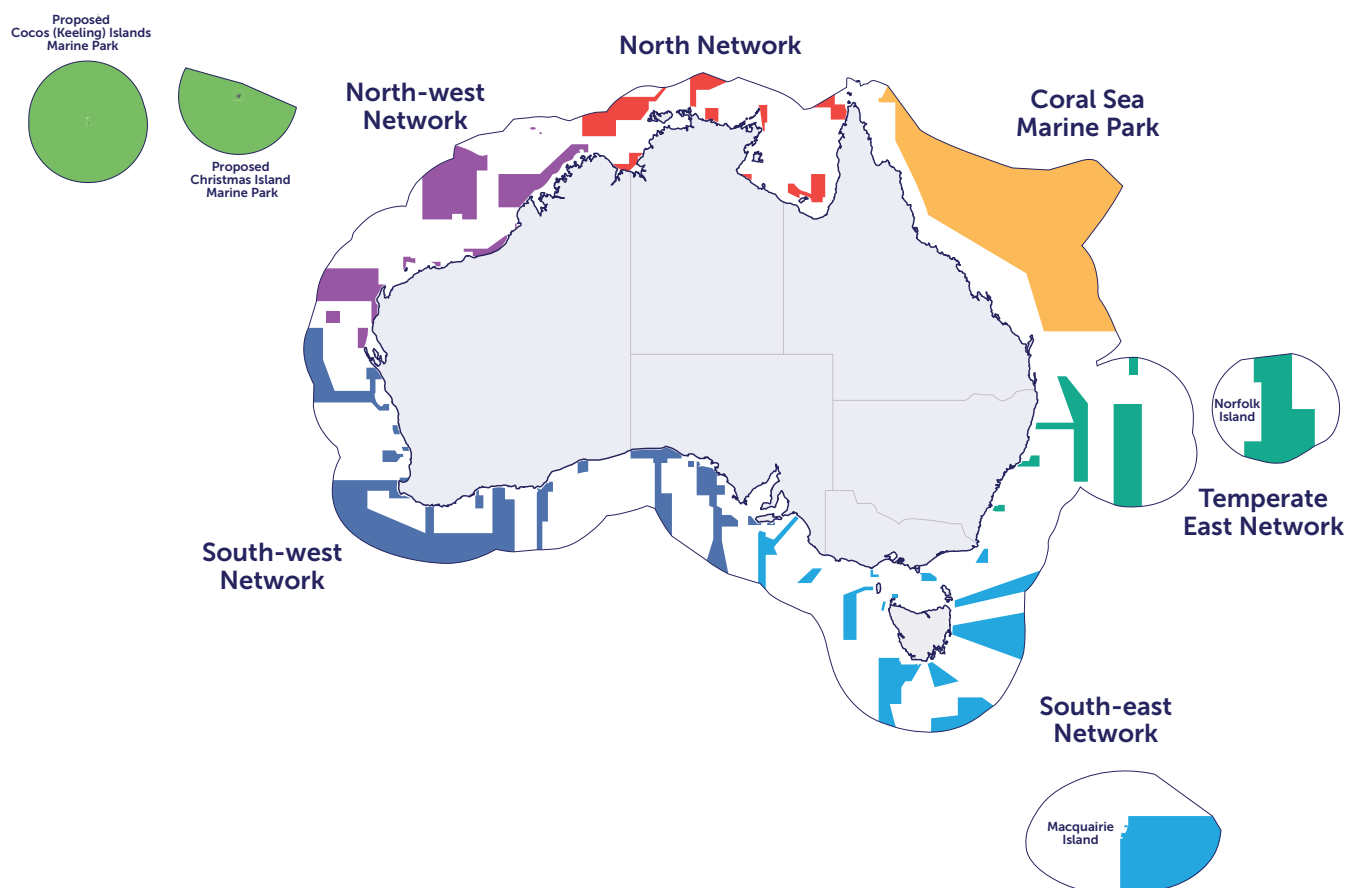 Proposed
Cocos (Keeling) Islands
Marine Park
Proposed
Christmas Island
Marine Park
North-west
Network
North Network
Coral Sea
Marine Park
Norfolk
Island
Temperate
East Network
South-west
Network
South-east
Network
Macquairie
Island